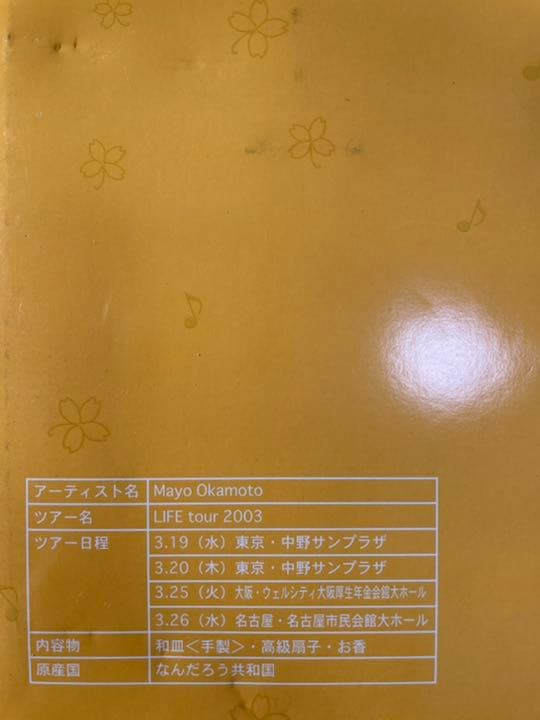 アーティスト名 Mayo Okamoto
ツアー名 LIFE tour 2003
ツアー日程 3.19（水）東京・中野サンプラザ
3.20（木）東京・中野サンプラザ
3.25（火）大阪・ウェルシティ大阪厚生年金会館大ホール
3.26（水）名古屋・名古屋市民会館大ホール
内容物 和皿＜手製＞・高級扇子・お香
原産国 なんだろう共和国